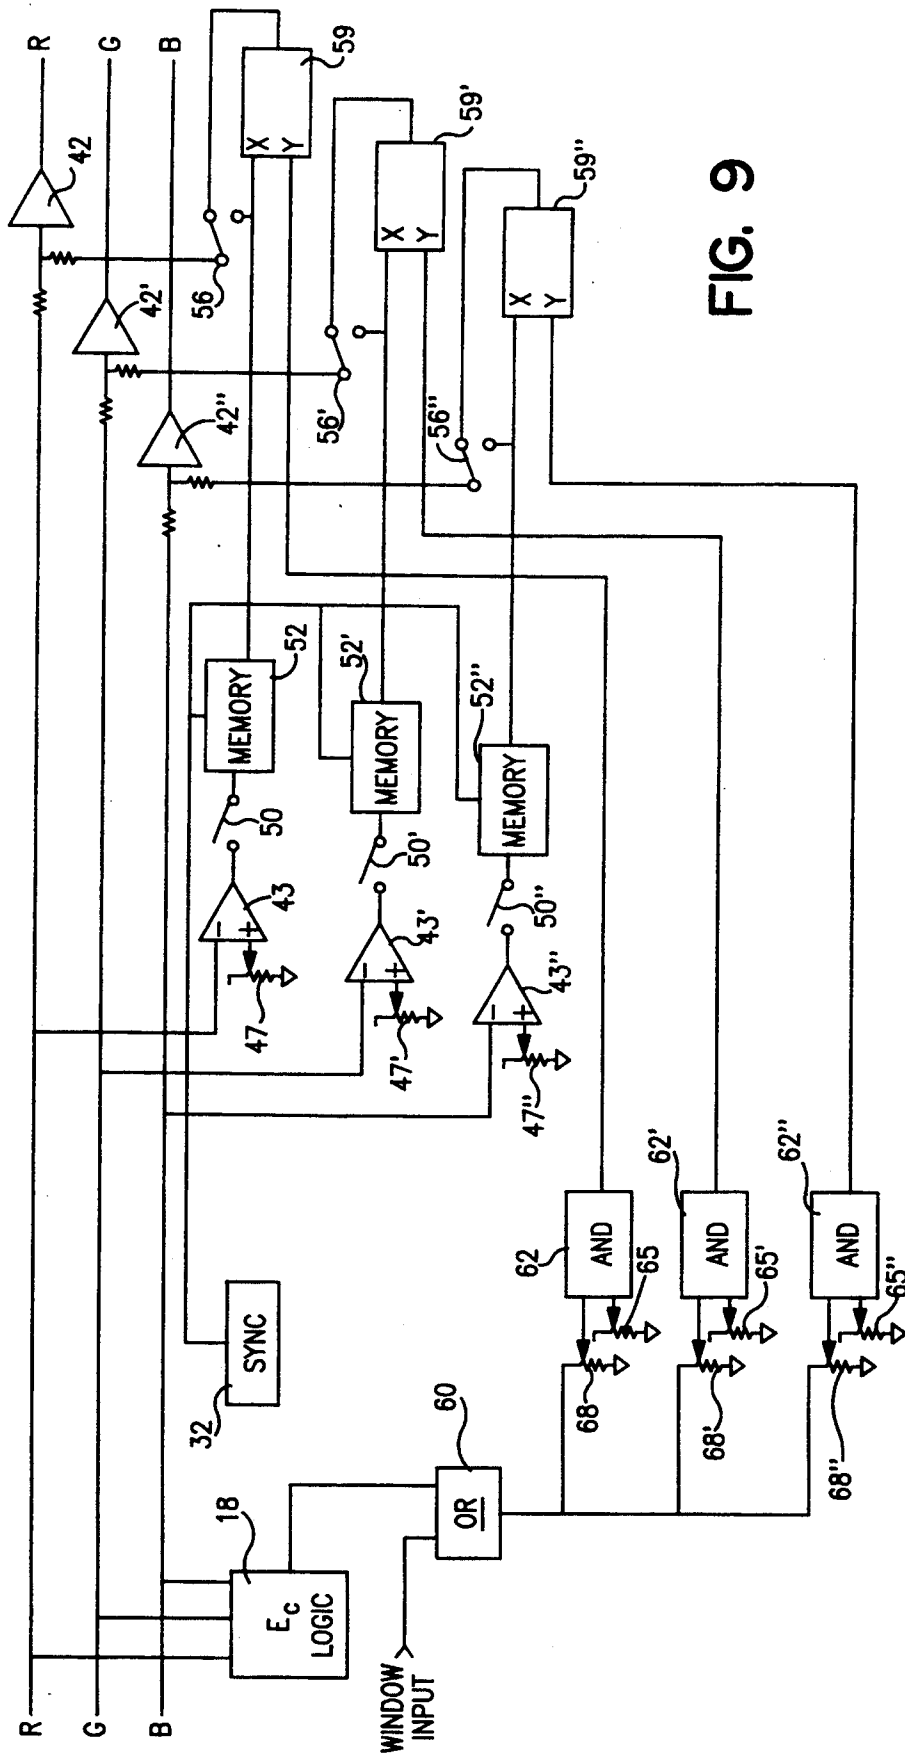 R
G
B
R
G
B
42
42'
42"
56
56'
56"
X
Y
59
X
Y
59'
X
Y
59"
MEMORY
52
MEMORY
52'
MEMORY
52"
50
50'
50"
−
+
43
−
+
43'
−
+
43"
47
47'
47"
SYNC
32
EC
LOGIC
18
WINDOW
INPUT
OR
60
AND
62
AND
62'
AND
62"
65
65'
65"
68
68'
68"
FIG. 9